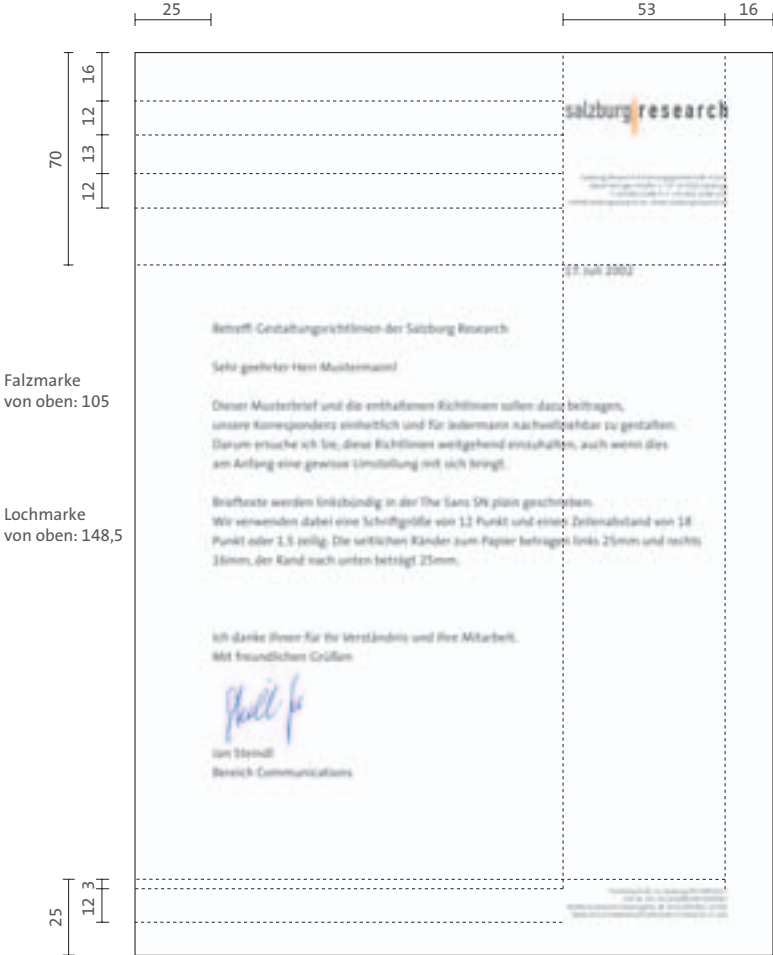 25
53
16
16
12
13
12
70
salzburg research
17. Juli 2002
Betreff: Gestaltungsrichtlinien der Salzburg Research
Sehr geehrter Herr Mustermann!
Falzmarke
von oben: 105
Dieser Musterbrief und die enthaltenen Richtlinien sollen dazu beitragen,
unsere Korrespondenz einheitlich und für jedermann nachvollziehbar zu gestalten.
Darum ersuche ich Sie, diese Richtlinien weitgehend einzuhalten, auch wenn dies
am Anfang eine gewisse Umstellung mit sich bringt.
Lochmarke
von oben: 148,5
Brieftexte werden linksbündig in der The Sans SN plain geschrieben.
Wir verwenden dabei eine Schriftgröße von 12 Punkt und einen Zeilenabstand von 18
Punkt oder 1.5 zeilig. Die seitlichen Ränder zum Papier betragen links 25mm und rechts
16mm, der Rand nach unten beträgt 25mm.
Ich danke Ihnen für Ihr Verständnis und Ihre Mitarbeit.
Mit freundlichen Grüßen
Jan Steindl
Bereich Communications
3
12
25